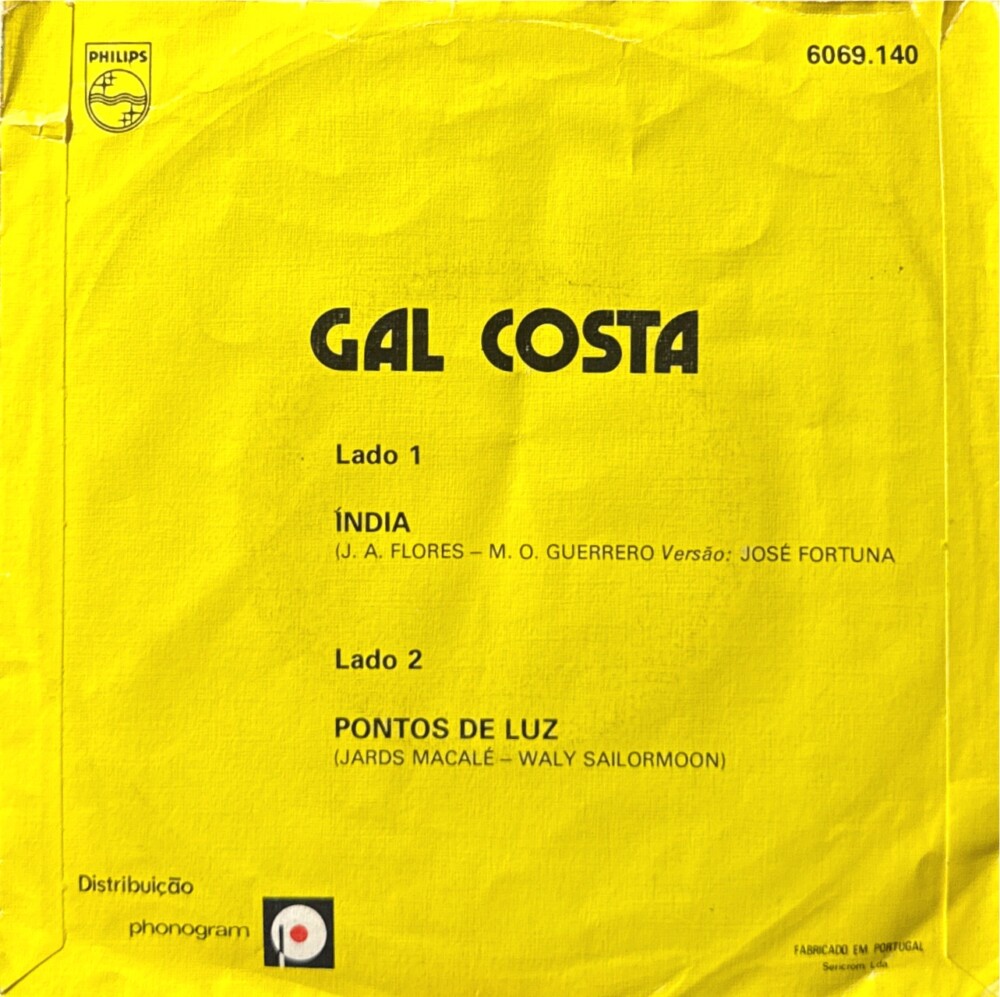 PHILIPS
6069.140
GAL COSTA
Lado 1
ÍNDIA
(J. A. FLORES – M. O. GUERRERO Versão: JOSÉ FORTUNA
Lado 2
PONTOS DE LUZ
(JARDS MACALÉ – WALY SAILORMOON)
Distribuição
phonogram
FABRICADO EM PORTUGAL
Sericrom Lda